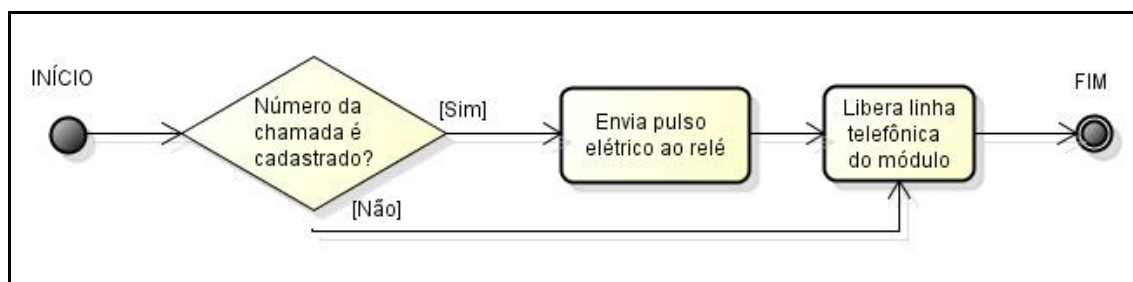 INÍCIO
Número da
chamada é
cadastrado?
[Sim]
[Não]
Envia pulso
elétrico ao relé
Libera linha
telefônica
do módulo
FIM